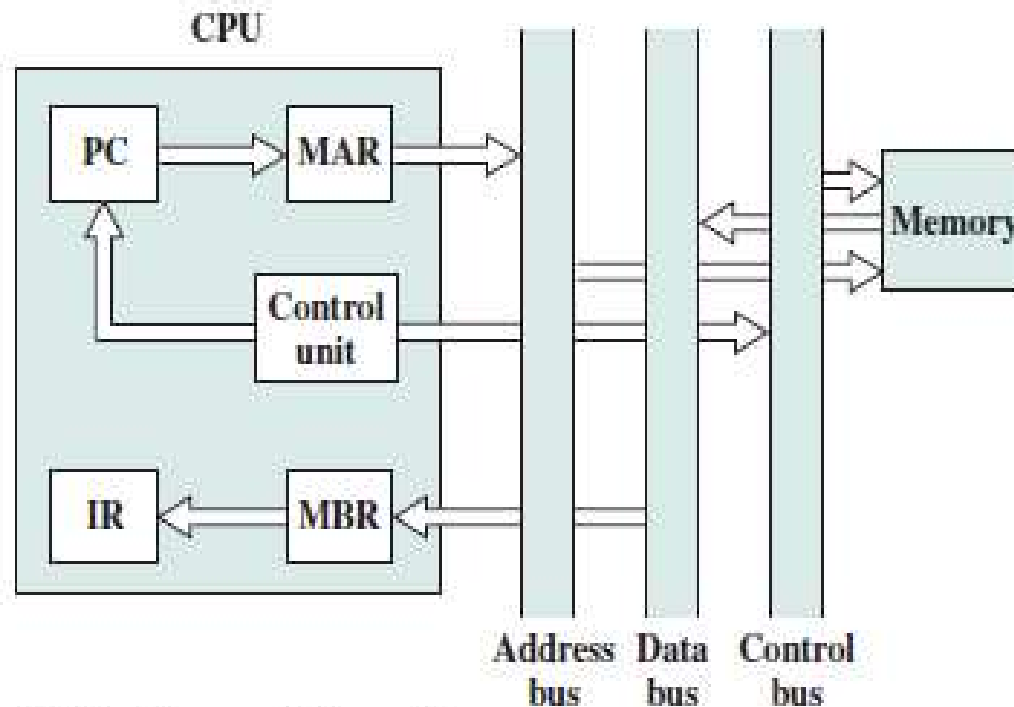 CPU
PC
MAR
Memory
Control
unit
IR
MBR
Address
bus
Data
bus
Control
bus